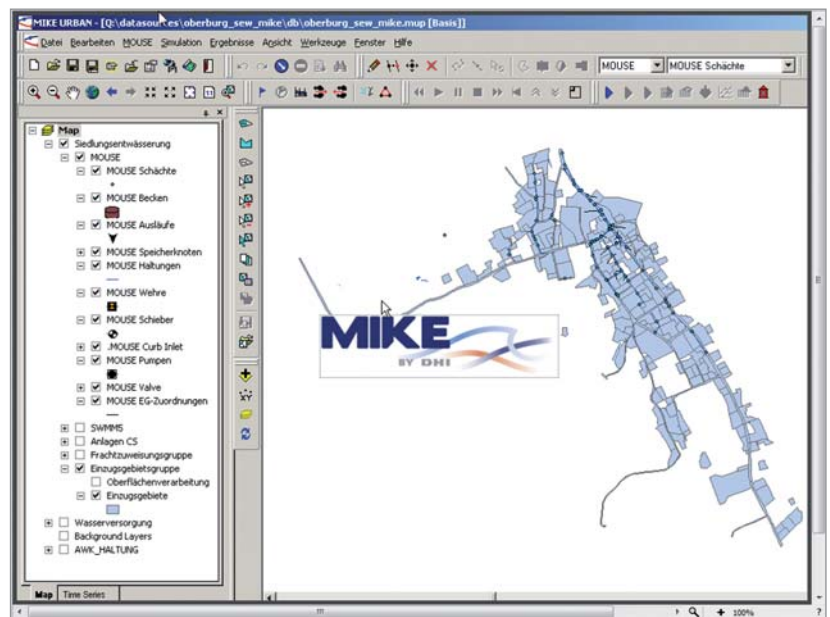 MIKE URBAN - [Q:\datasources\oberburg_sew_mike\db\oberburg_sew_mike.mup [Basis]]
Datei Bearbeiten MOUSE Simulation Ergebnisse Ansicht Werkzeuge Fenster Hilfe
MOUSE MOUSE Schächte
Map
Siedlungsentwässerung
MOUSE
MOUSE Schächte
MOUSE Becken
MOUSE Ausläufe
MOUSE Speicherknoten
MOUSE Haltungen
MOUSE Wehre
MOUSE Schieber
.MOUSE Curb Inlet
MOUSE Pumpen
MOUSE Valve
MOUSE EG-Zuordnungen
SWMM5
Anlagen CS
Frachtzuweisungsgruppe
Einzugsgebietsgruppe
Oberflächenverarbeitung
Einzugsgebiete
Wasserversorgung
Background Layers
AWK_HALTUNG
MIKE
BY DHI
Map Time Series
100%